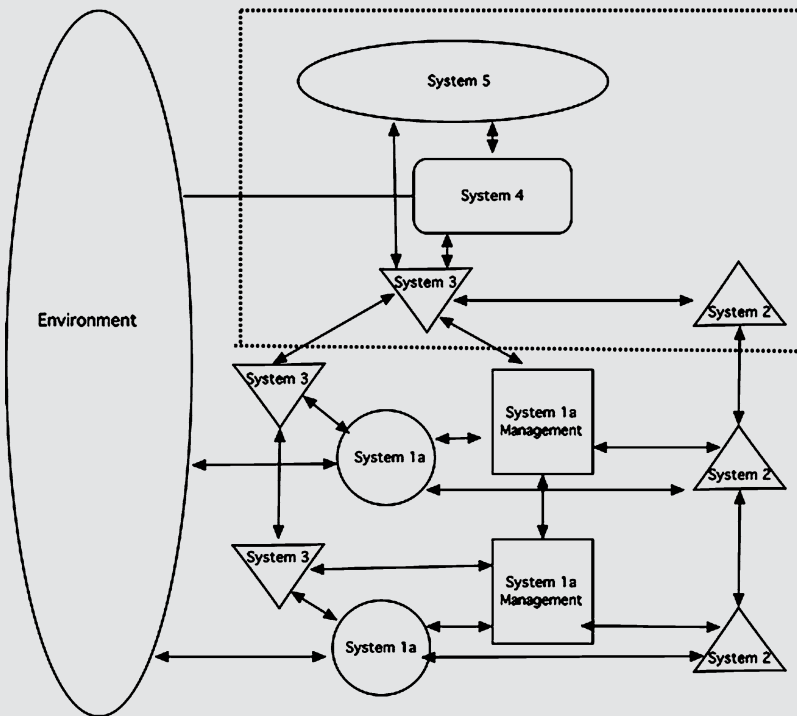 System 5
System 4
System 3
System 2
Environment
System 3
System 1a
Management
System 1a
System 2
System 3
System 1a
Management
System 1a
System 2